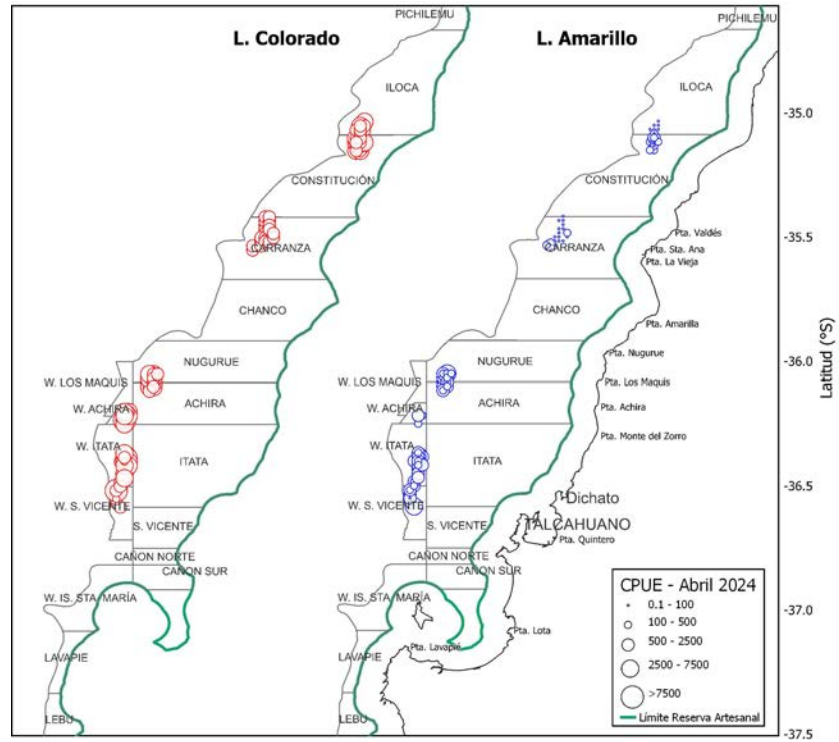 L. Colorado
PICHILEMU
ILOCA
CONSTITUCIÓN
CARRANZA
CHANCO
NUGURUE
W. LOS MAQUIS
ACHIRA
W. ACHIRA
W. ITATA
ITATA
W. S. VICENTE
S. VICENTE
CAÑON NORTE
CAÑON SUR
W. IS. STA. MARÍA
LAVAPIE
LEBU
L. Amarillo
PICHILEMU
ILOCA
CONSTITUCIÓN
CARRANZA
CHANCO
NUGURUE
W. LOS MAQUIS
ACHIRA
W. ACHIRA
W. ITATA
ITATA
W. S. VICENTE
S. VICENTE
CAÑON NORTE
CAÑON SUR
W. IS. STA. MARÍA
LAVAPIE
LEBU
Pta. Valdés
Pta. Sta. Ana
Pta. La Vieja
Pta. Amarilla
Pta. Nugurue
Pta. Los Maquis
Pta. Achira
Pta. Monte del Zorro
Dichato
TALCAHUANO
Pta. Quintero
Pta. Lota
Pta. Lavapié
-35.0
-35.5
-36.0
-36.5
-37.0
-37.5
Latitud (°S)
CPUE - Abril 2024
0.1 - 100
100 - 500
500 - 2500
2500 - 7500
>7500
Límite Reserva Artesanal